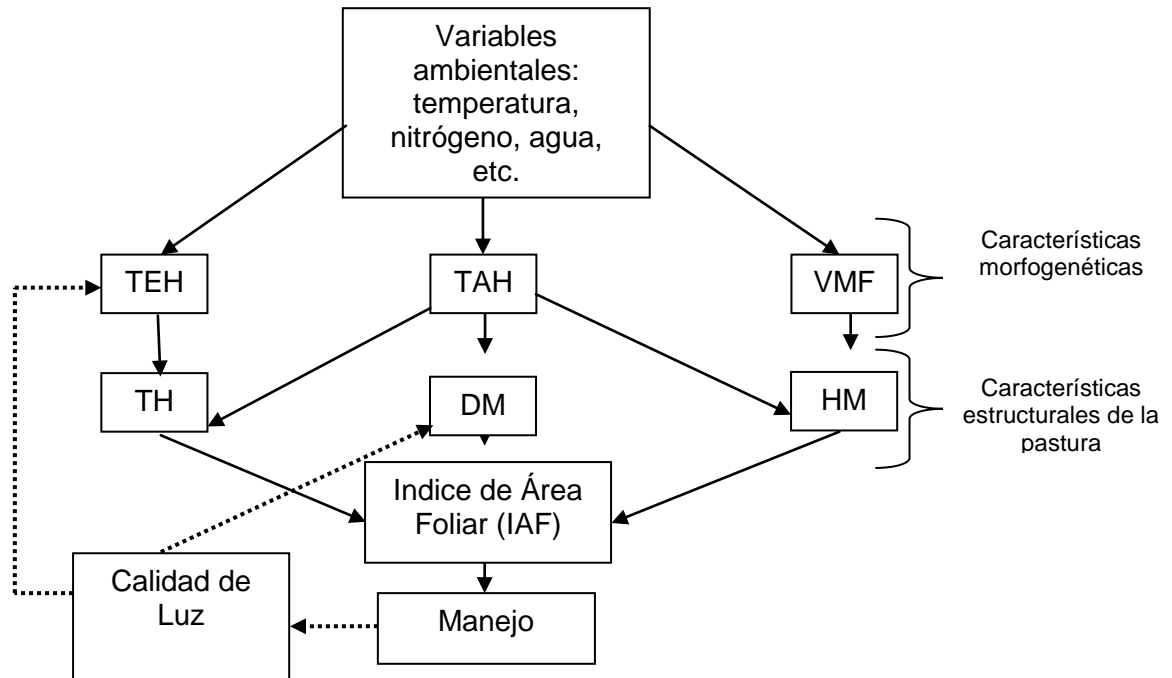 Variables
ambientales:
temperatura,
nitrógeno, agua,
etc.
TEH
TAH
VMF
Características
morfogenéticas
TH
DM
HM
Características
estructurales de la
pastura
Indice de Área
Foliar (IAF)
Calidad de
Luz
Manejo